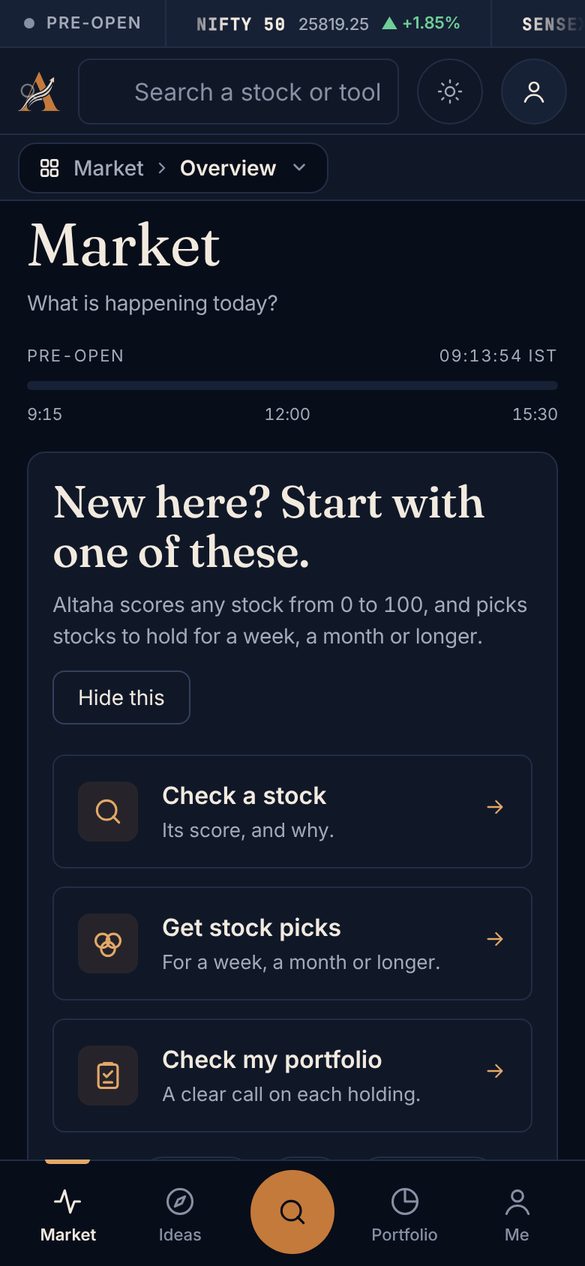 PRE-OPEN NIFTY 50 25819.25 ▲ +1.85% SENSEX
Search a stock or tool
Market > Overview
Market
What is happening today?
PRE-OPEN 09:13:54 IST
9:15 12:00 15:30
New here? Start with
one of these.
Altaha scores any stock from 0 to 100, and picks
stocks to hold for a week, a month or longer.
Hide this
Check a stock
Its score, and why.
Get stock picks
For a week, a month or longer.
Check my portfolio
A clear call on each holding.
Market Ideas Portfolio Me